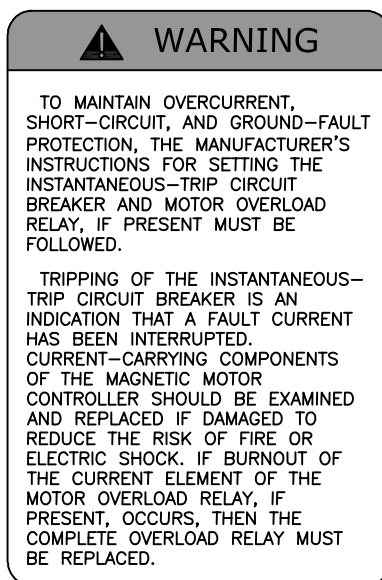 WARNING
TO MAINTAIN OVERCURRENT,
SHORT-CIRCUIT, AND GROUND-FAULT
PROTECTION, THE MANUFACTURER'S
INSTRUCTIONS FOR SETTING THE
INSTANTANEOUS-TRIP CIRCUIT
BREAKER AND MOTOR OVERLOAD
RELAY, IF PRESENT MUST BE
FOLLOWED.
TRIPPING OF THE INSTANTANEOUS-
TRIP CIRCUIT BREAKER IS AN
INDICATION THAT A FAULT CURRENT
HAS BEEN INTERRUPTED.
CURRENT-CARRYING COMPONENTS
OF THE MAGNETIC MOTOR
CONTROLLER SHOULD BE EXAMINED
AND REPLACED IF DAMAGED TO
REDUCE THE RISK OF FIRE OR
ELECTRIC SHOCK. IF BURNOUT OF
THE CURRENT ELEMENT OF THE
MOTOR OVERLOAD RELAY, IF
PRESENT, OCCURS, THEN THE
COMPLETE OVERLOAD RELAY MUST
BE REPLACED.